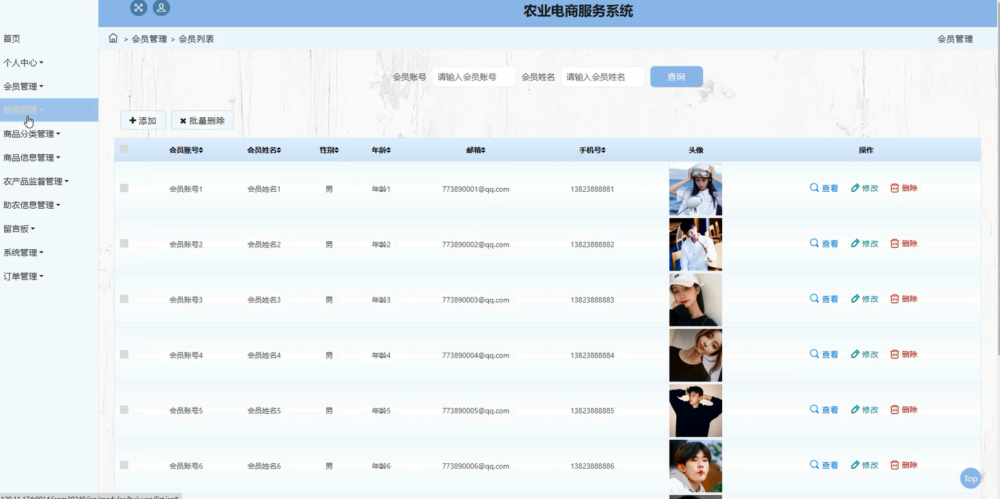 农业电商服务系统
首页
个人中心
会员管理
商家管理
商品分类管理
商品信息管理
农产品监督管理
助农信息管理
留言板
系统管理
订单管理
> 会员管理 > 会员列表
会员管理
会员账号 请输入会员账号 会员姓名 请输入会员姓名 查询
添加 批量删除
会员账号 会员姓名 性别 年龄 邮箱 手机号 头像 操作
会员账号1 会员姓名1 男 年龄1 773890001@qq.com 13823888881 查看 修改 删除
会员账号2 会员姓名2 男 年龄2 773890002@qq.com 13823888882 查看 修改 删除
会员账号3 会员姓名3 男 年龄3 773890003@qq.com 13823888883 查看 修改 删除
会员账号4 会员姓名4 男 年龄4 773890004@qq.com 13823888884 查看 修改 删除
会员账号5 会员姓名5 男 年龄5 773890005@qq.com 13823888885 查看 修改 删除
会员账号6 会员姓名6 男 年龄6 773890006@qq.com 13823888886 查看 修改 删除
Top